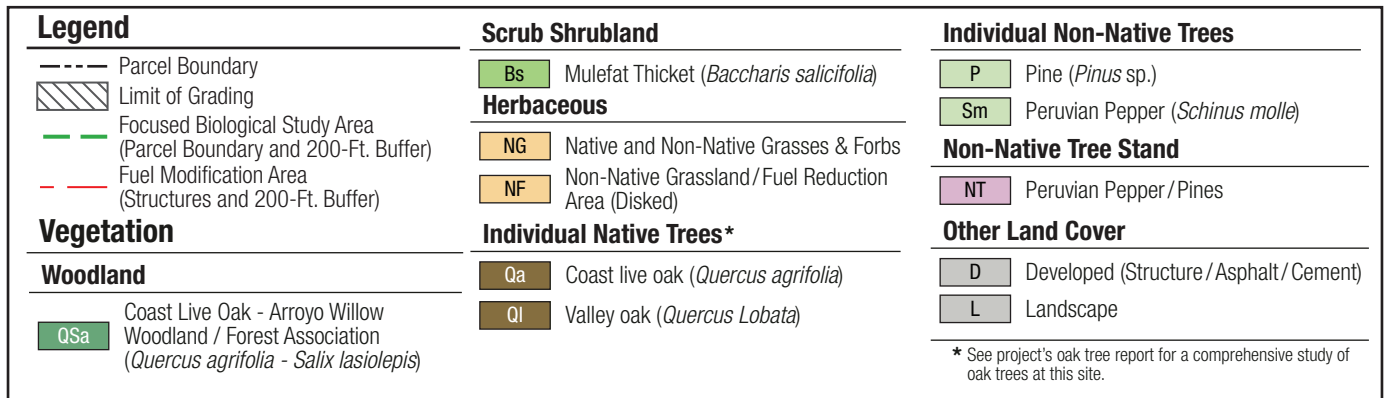 Legend
Parcel Boundary
Limit of Grading
Focused Biological Study Area
(Parcel Boundary and 200-Ft. Buffer)
Fuel Modification Area
(Structures and 200-Ft. Buffer)
Vegetation
Woodland
QSa
Coast Live Oak - Arroyo Willow
Woodland / Forest Association
(Quercus agrifolia - Salix lasiolepis)
Scrub Shrubland
Bs Mulefat Thicket (Baccharis salicifolia)
Herbaceous
NG Native and Non-Native Grasses & Forbs
NF Non-Native Grassland / Fuel Reduction
Area (Disked)
Individual Native Trees*
Qa Coast live oak (Quercus agrifolia)
Ql Valley oak (Quercus Lobata)
Individual Non-Native Trees
P Pine (Pinus sp.)
Sm Peruvian Pepper (Schinus molle)
Non-Native Tree Stand
NT Peruvian Pepper / Pines
Other Land Cover
D Developed (Structure / Asphalt / Cement)
L Landscape
* See project's oak tree report for a comprehensive study of
oak trees at this site.